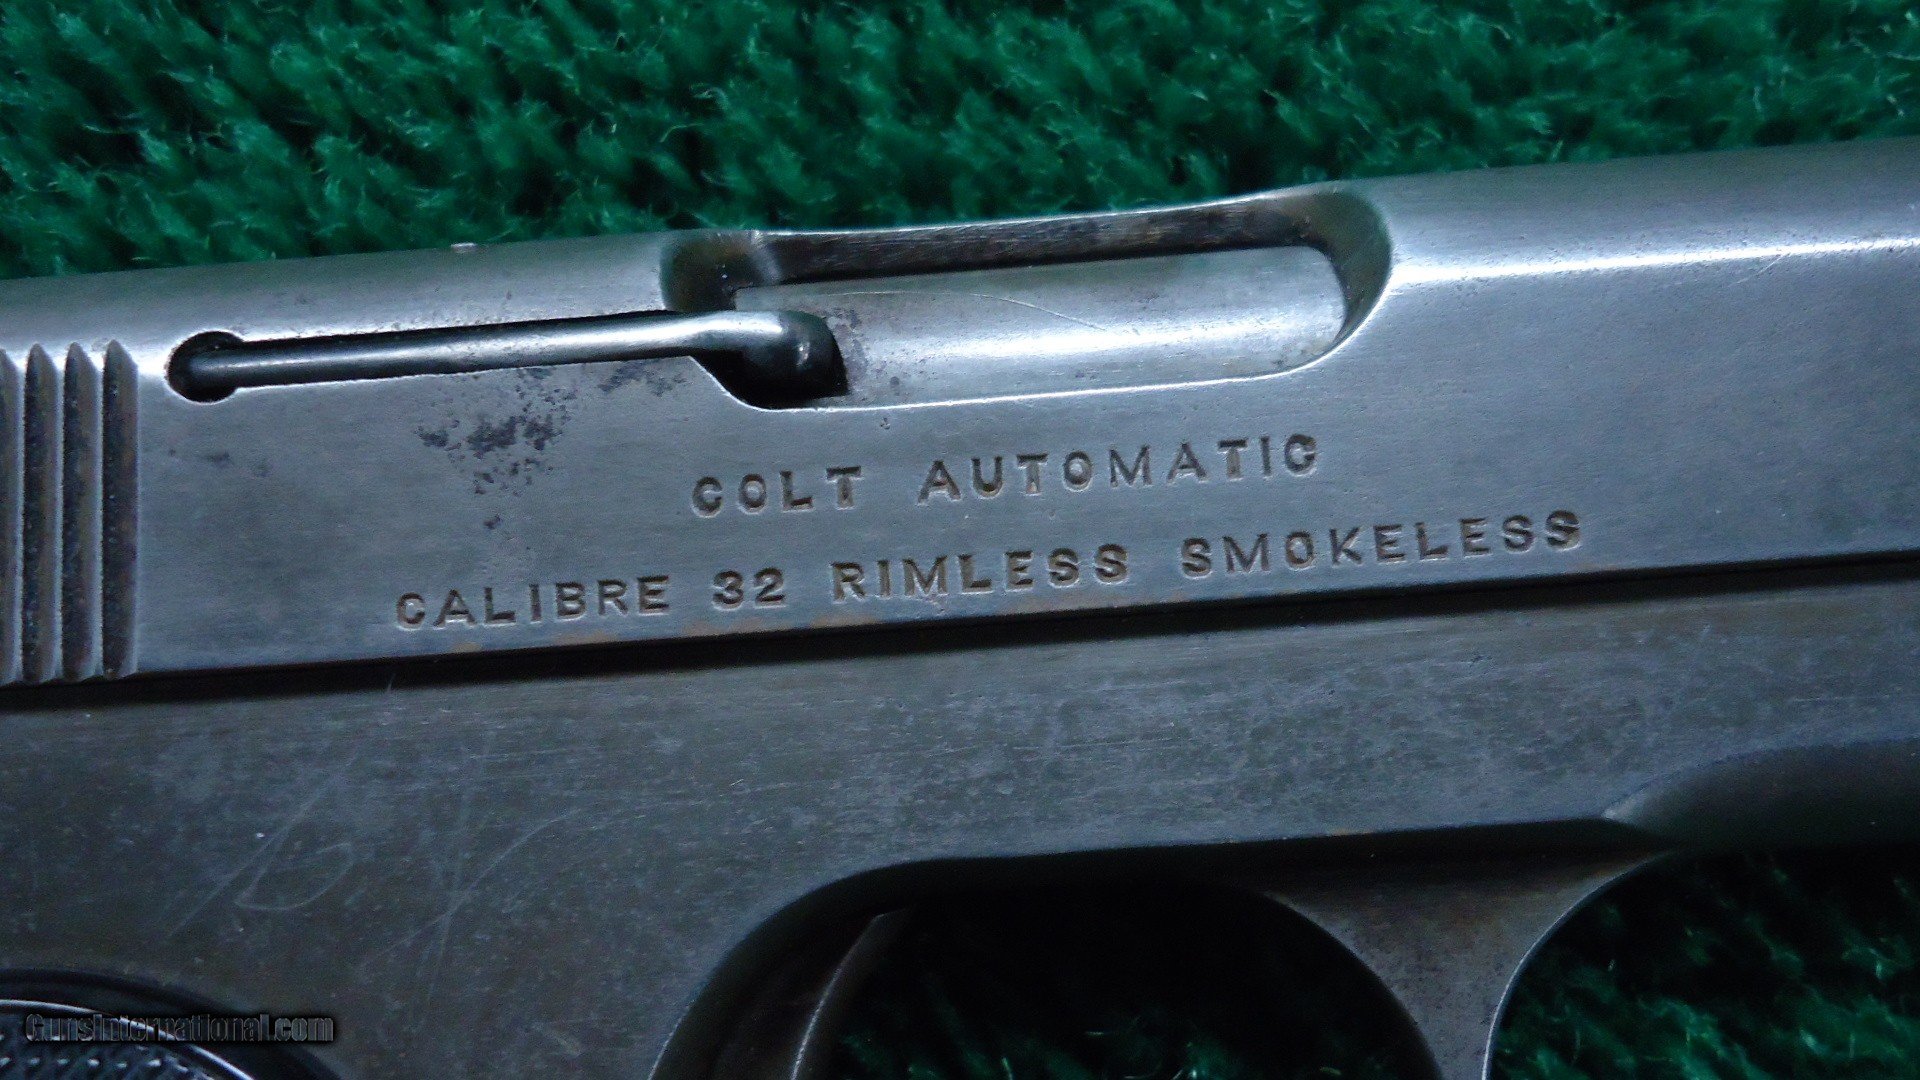 COLT AUTOMATIC
CALIBRE 32 RIMLESS SMOKELESS
GunsInternational.com